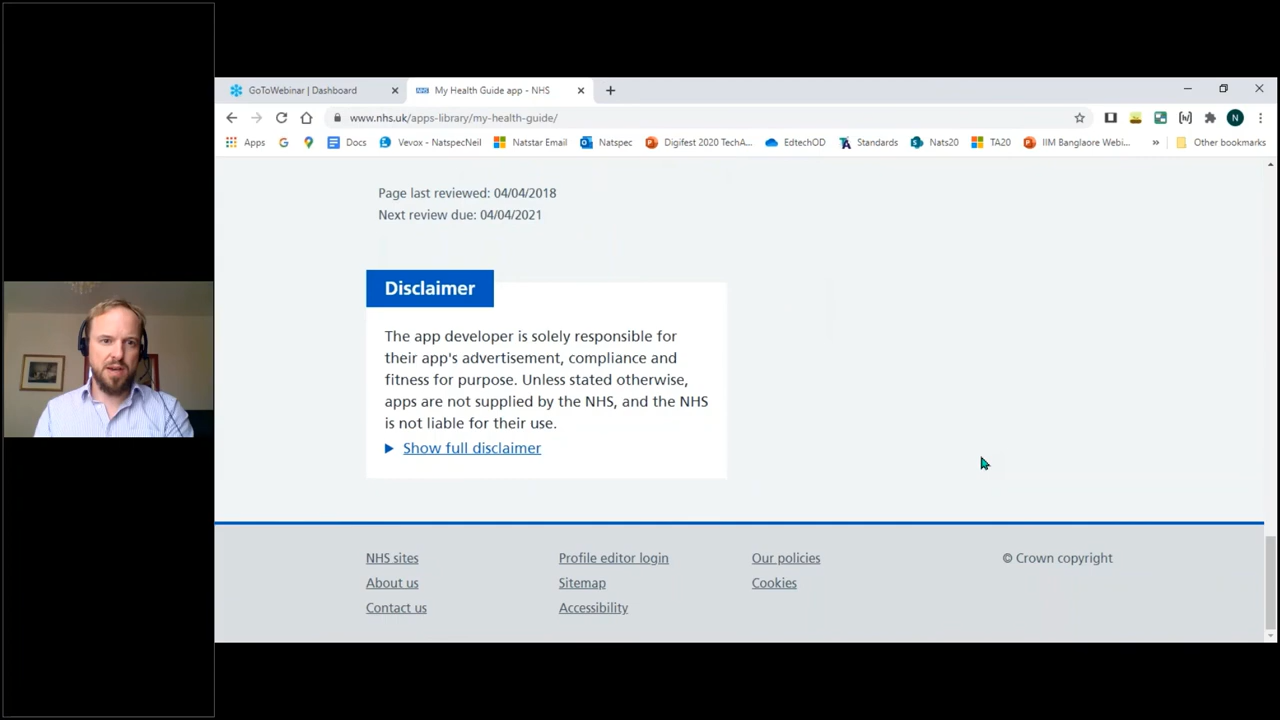 GoToWebinar | Dashboard
NHS My Health Guide app - NHS
www.nhs.uk/apps-library/my-health-guide/
N
Apps G Docs Vevox - NatspecNeil Natstar Email Natspec Digifest 2020 TechA... EdtechOD Standards Nats20 TA20 IIM Banglaore Webi... » Other bookmarks
Page last reviewed: 04/04/2018
Next review due: 04/04/2021
Disclaimer
The app developer is solely responsible for
their app's advertisement, compliance and
fitness for purpose. Unless stated otherwise,
apps are not supplied by the NHS, and the NHS
is not liable for their use.
Show full disclaimer
NHS sites Profile editor login Our policies © Crown copyright
About us Sitemap Cookies
Contact us Accessibility